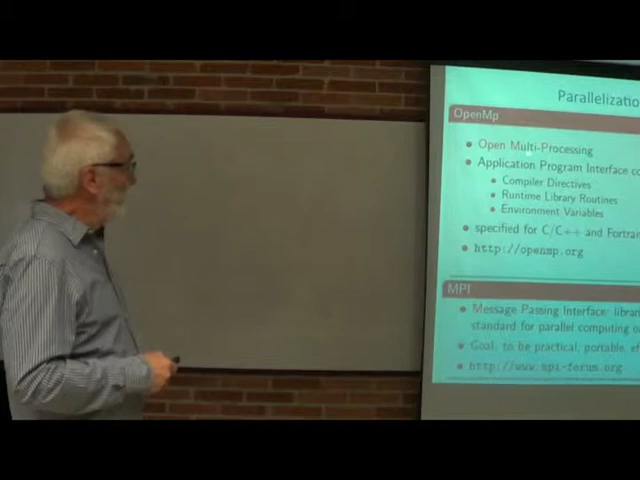 Parallelizatio
OpenMp
Open Multi-Processing
Application Program Interface co
Compiler Directives
Runtime Library Routines
Environment Variables
specified for C/C++ and Fortran
http://openmp.org
MPI
Message Passing Interface: librar
standard for parallel computing o
Goal: to be practical, portable, ef
http://www.mpi-forum.org